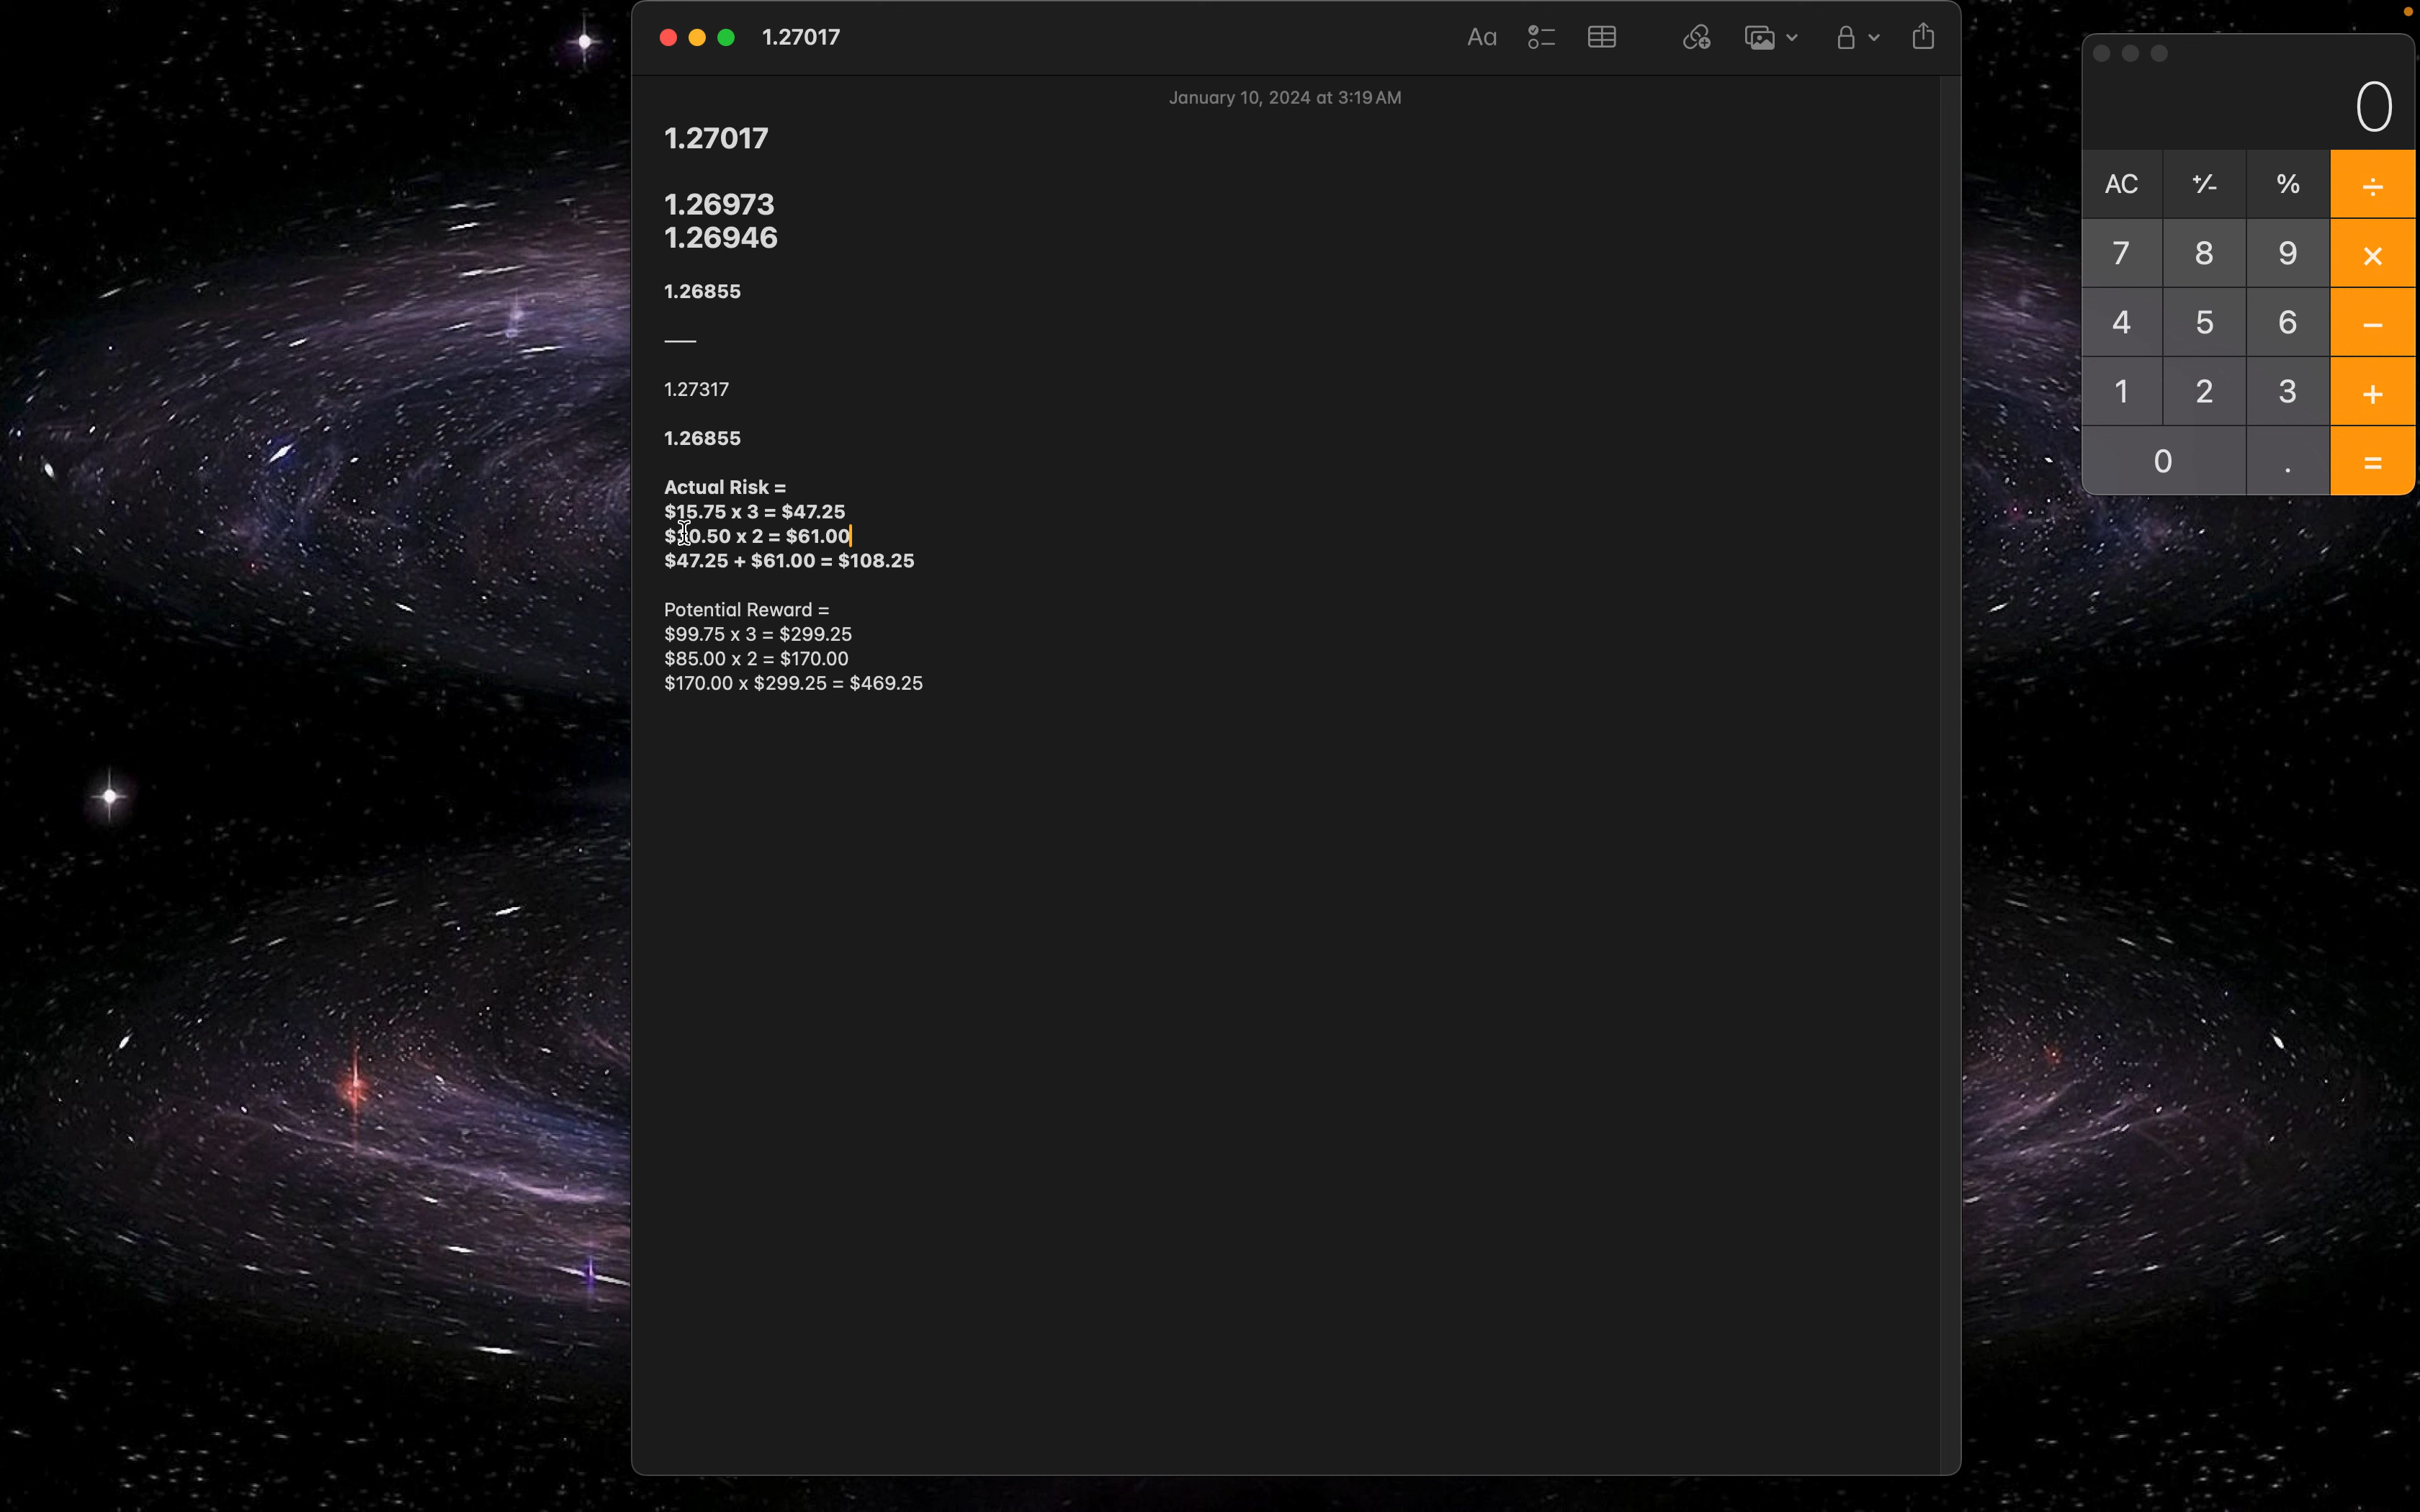 1.27017
January 10, 2024 at 3:19 AM
1.27017
1.26973
1.26946
1.26855
1.27317
1.26855
Actual Risk =
$15.75 x 3 = $47.25
$30.50 x 2 = $61.00
$47.25 + $61.00 = $108.25
Potential Reward =
$99.75 x 3 = $299.25
$85.00 x 2 = $170.00
$170.00 x $299.25 = $469.25
Aa
0
AC ⁺∕₋ % ÷
7 8 9 ×
4 5 6 −
1 2 3 +
0 . =